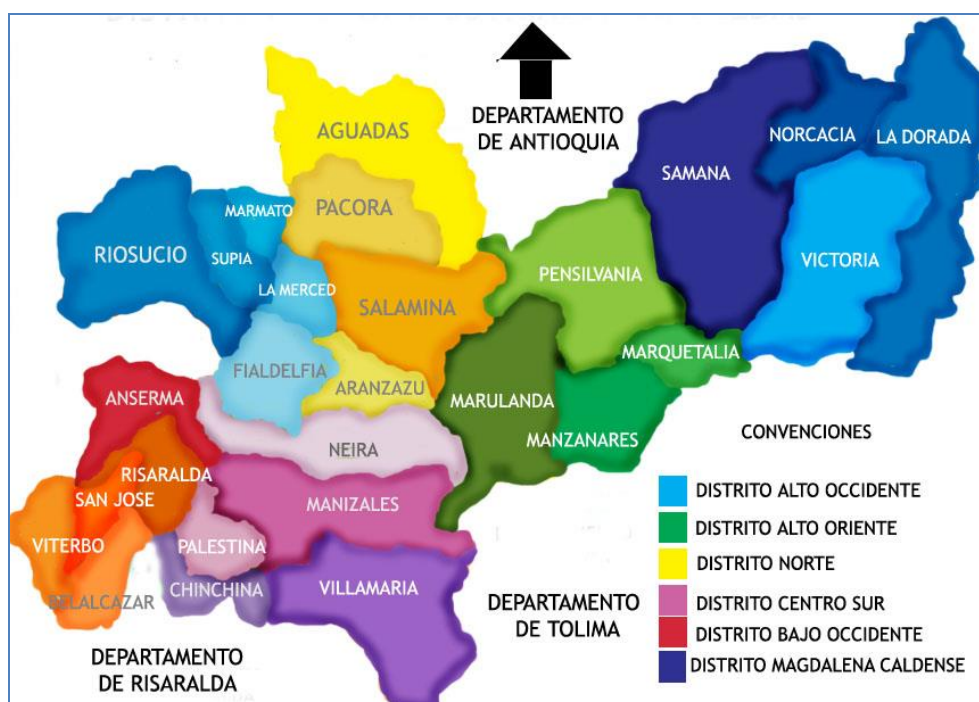 DEPARTAMENTO
DE ANTIOQUIA
AGUADAS
NORCACIA
LA DORADA
SAMANA
PACORA
MARMATO
RIOSUCIO
SUPIA
LA MERCED
SALAMINA
PENSILVANIA
VICTORIA
FIALDELFIA
ARANZAZU
MARQUETALIA
ANSERMA
MARULANDA
MANZANARES
NEIRA
RISARALDA
SAN JOSE
MANIZALES
VITERBO
PALESTINA
BELALCAZAR
CHINCHINA
VILLAMARIA
DEPARTAMENTO
DE TOLIMA
DEPARTAMENTO
DE RISARALDA
CONVENCIONES
DISTRITO ALTO OCCIDENTE
DISTRITO ALTO ORIENTE
DISTRITO NORTE
DISTRITO CENTRO SUR
DISTRITO BAJO OCCIDENTE
DISTRITO MAGDALENA CALDENSE